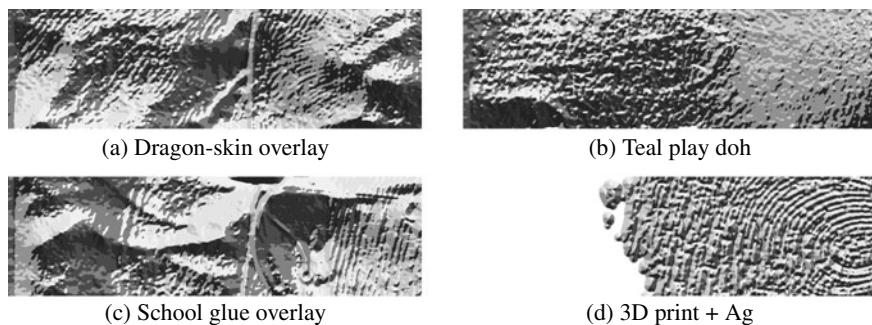 (a) Dragon-skin overlay
(b) Teal play doh
(c) School glue overlay
(d) 3D print + Ag